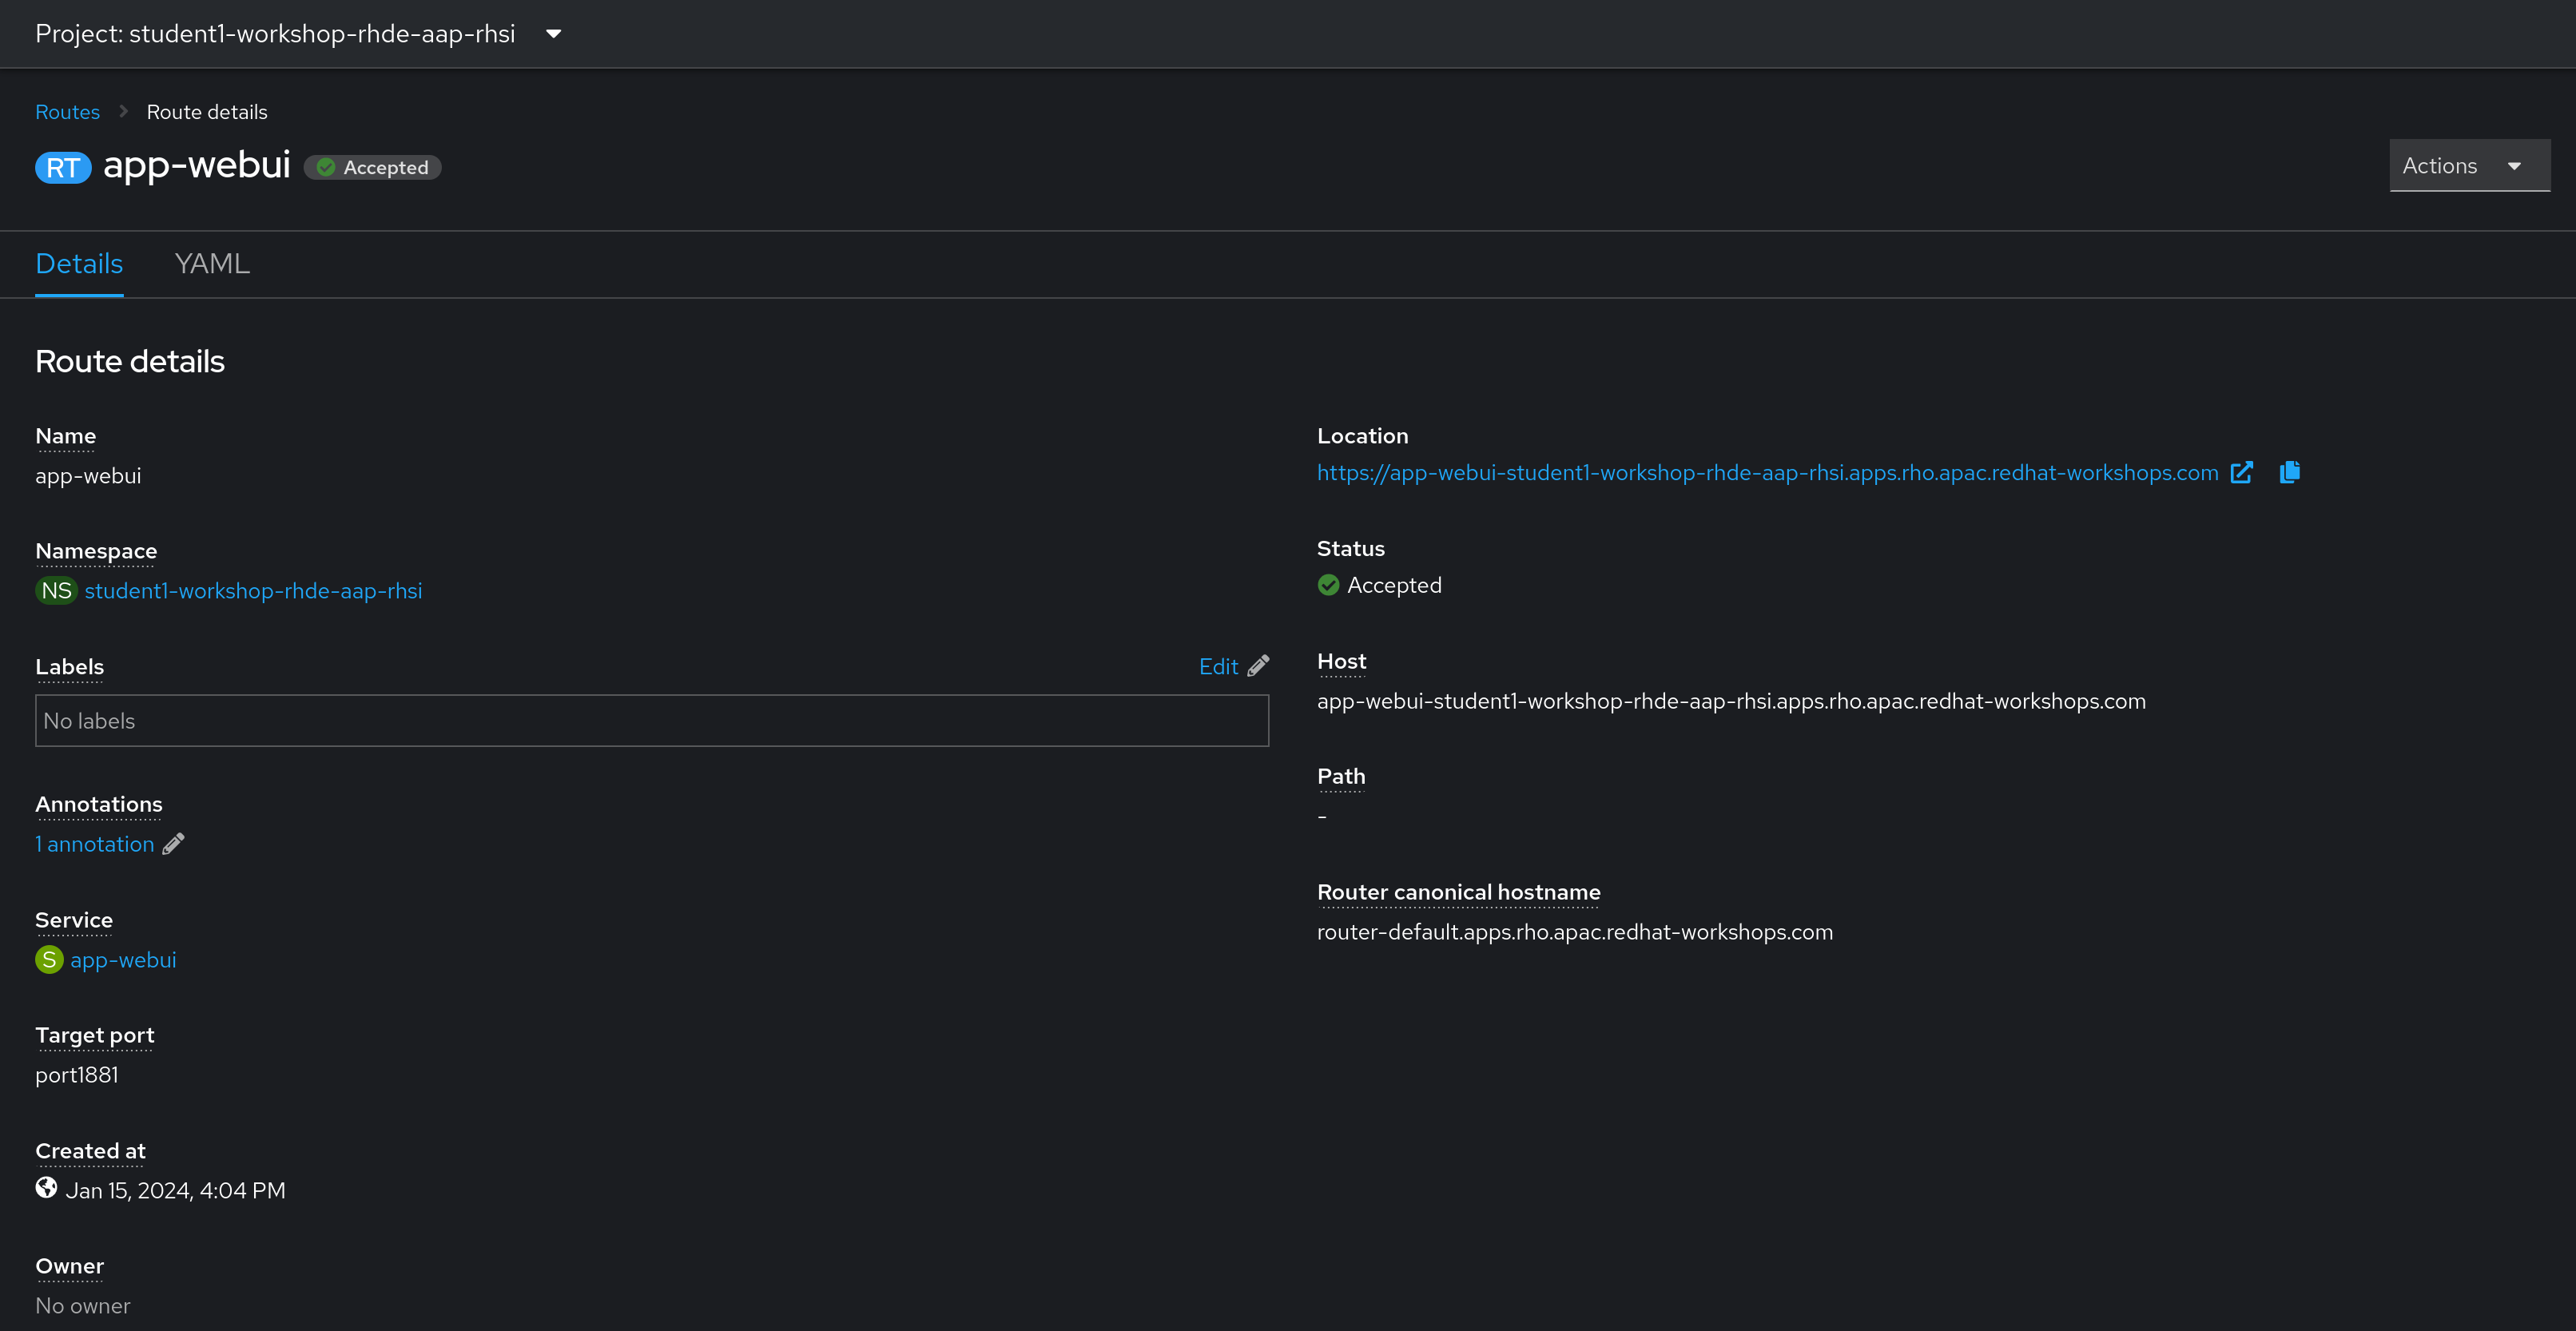 Project: student1-workshop-rhde-aap-rhsi
Routes
Route details
RT app-webui Accepted
Actions
Details
YAML
Route details
Name
app-webui
Namespace
NS student1-workshop-rhde-aap-rhsi
Labels
Edit
No labels
Annotations
1 annotation
Service
S app-webui
Target port
port1881
Created at
Jan 15, 2024, 4:04 PM
Owner
No owner
Location
https://app-webui-student1-workshop-rhde-aap-rhsi.apps.rho.apac.redhat-workshops.com
Status
Accepted
Host
app-webui-student1-workshop-rhde-aap-rhsi.apps.rho.apac.redhat-workshops.com
Path
-
Router canonical hostname
router-default.apps.rho.apac.redhat-workshops.com